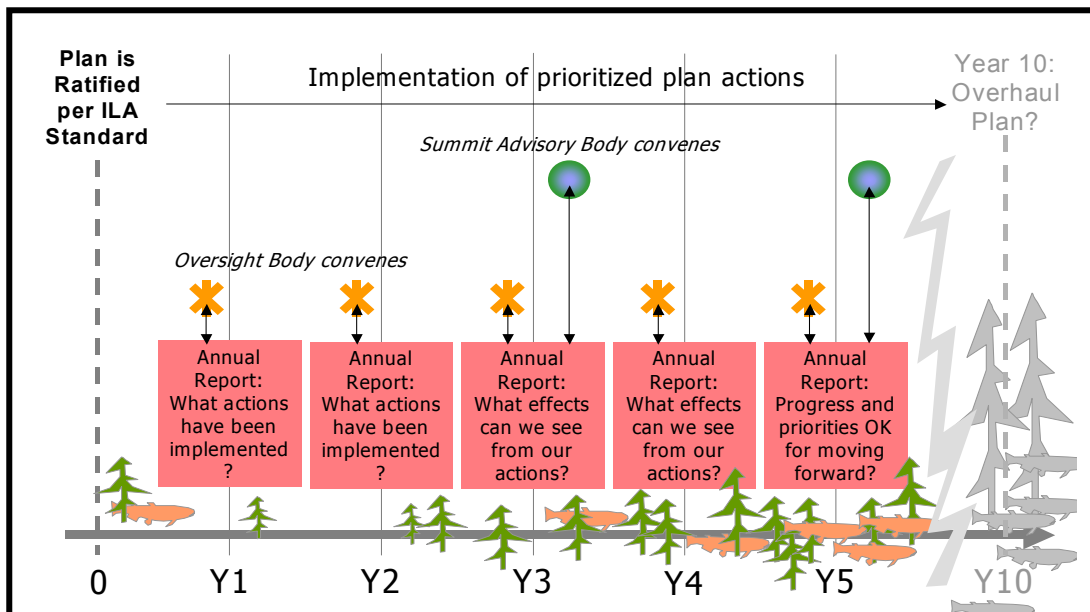 Plan is
Ratified
per ILA
Standard
Implementation of prioritized plan actions
Year 10:
Overhaul
Plan?
Summit Advisory Body convenes
Oversight Body convenes
Annual
Report:
What actions
have been
implemented
?
Annual
Report:
What actions
have been
implemented
?
Annual
Report:
What effects
can we see
from our
actions?
Annual
Report:
What effects
can we see
from our
actions?
Annual
Report:
Progress and
priorities OK
for moving
forward?
0 Y1 Y2 Y3 Y4 Y5 Y10